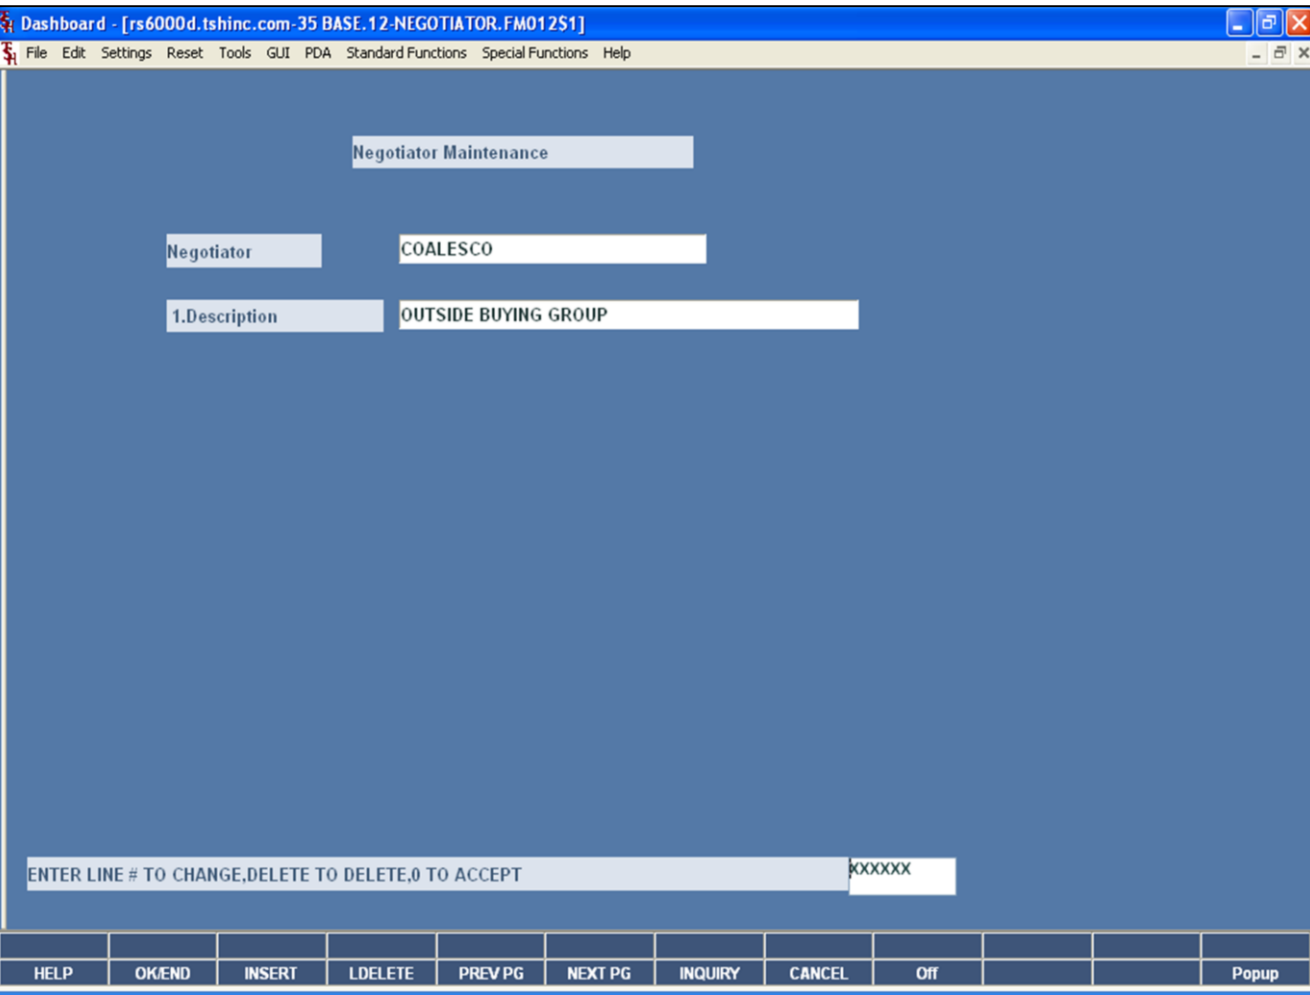 Dashboard - [rs6000d.tshinc.com-35 BASE.12-NEGOTIATOR.FM012$1]
File Edit Settings Reset Tools GUI PDA Standard Functions Special Functions Help
Negotiator Maintenance
Negotiator COALESCO
1.Description OUTSIDE BUYING GROUP
ENTER LINE # TO CHANGE,DELETE TO DELETE,0 TO ACCEPT XXXXXX
HELP OK/END INSERT LDELETE PREV PG NEXT PG INQUIRY CANCEL Off Popup